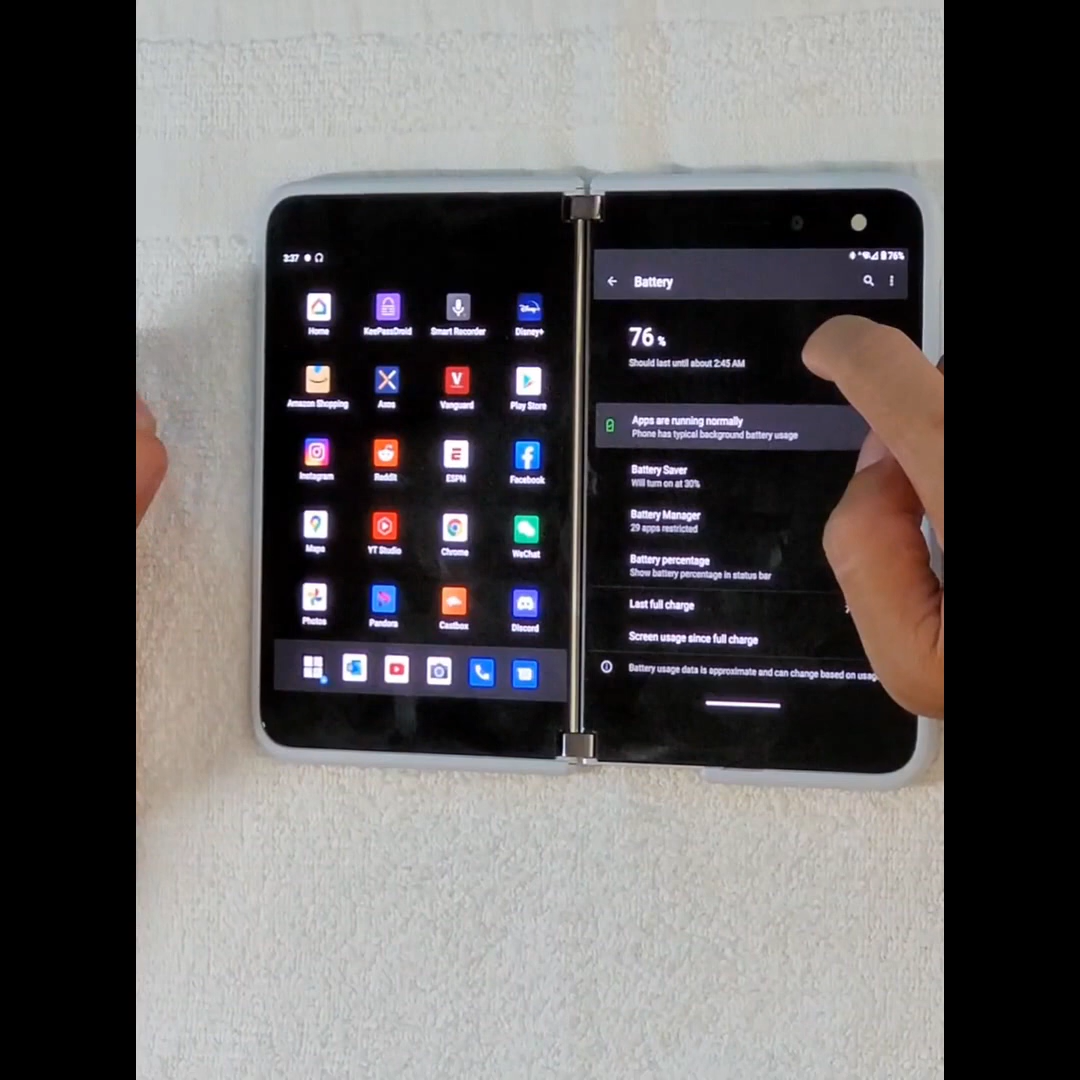 3:37
Home KeePassDroid Smart Recorder Disney+
Amazon Shopping Axos Vanguard Play Store
Instagram Reddit ESPN Facebook
Maps YT Studio Chrome WeChat
Photos Pandora Castbox Discord
76%
Battery
76 %
Should last until about 2:45 AM
Apps are running normally
Phone has typical background battery usage
Battery Saver
Will turn on at 30%
Battery Manager
29 apps restricted
Battery percentage
Show battery percentage in status bar
Last full charge
Screen usage since full charge
Battery usage data is approximate and can change based on